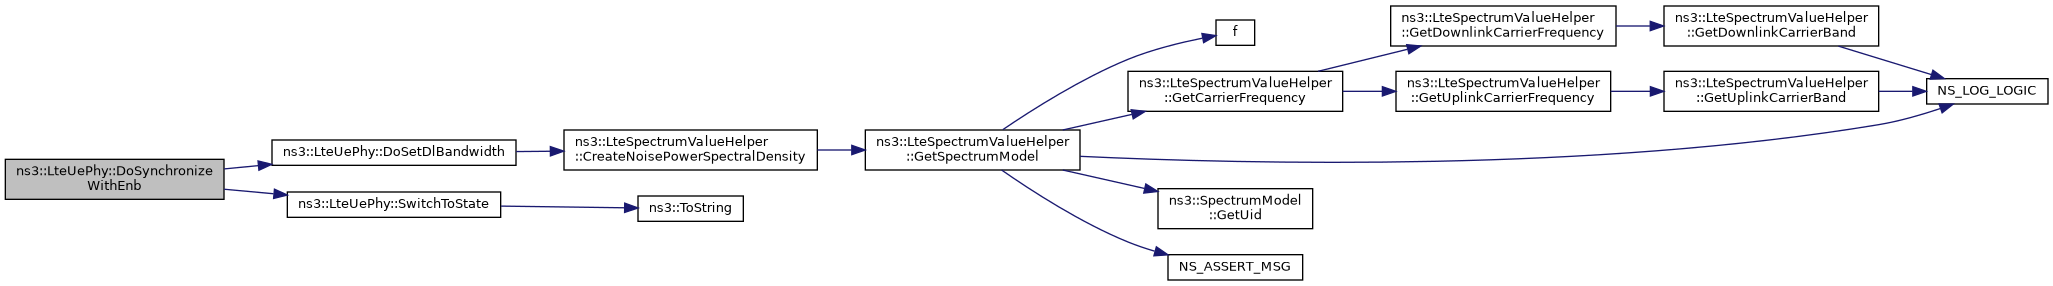 ns3::LteUePhy::DoSynchronize
WithEnb
ns3::LteUePhy::DoSetDlBandwidth
ns3::LteUePhy::SwitchToState
ns3::LteSpectrumValueHelper
::CreateNoisePowerSpectralDensity
ns3::ToString
ns3::LteSpectrumValueHelper
::GetSpectrumModel
f
ns3::LteSpectrumValueHelper
::GetCarrierFrequency
ns3::SpectrumModel
::GetUid
NS_ASSERT_MSG
ns3::LteSpectrumValueHelper
::GetDownlinkCarrierFrequency
ns3::LteSpectrumValueHelper
::GetUplinkCarrierFrequency
ns3::LteSpectrumValueHelper
::GetDownlinkCarrierBand
ns3::LteSpectrumValueHelper
::GetUplinkCarrierBand
NS_LOG_LOGIC